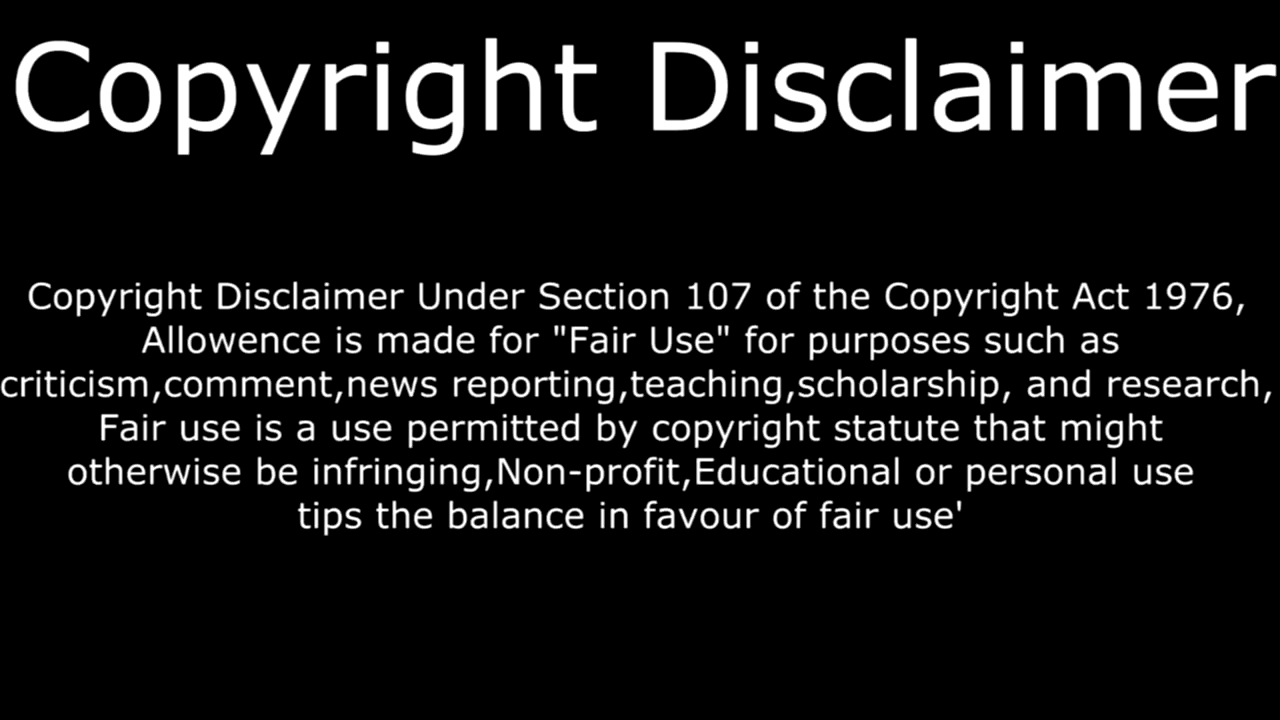 Copyright Disclaimer
Copyright Disclaimer Under Section 107 of the Copyright Act 1976,
Allowence is made for "Fair Use" for purposes such as
criticism,comment,news reporting,teaching,scholarship, and research,
Fair use is a use permitted by copyright statute that might
otherwise be infringing,Non-profit,Educational or personal use
tips the balance in favour of fair use'